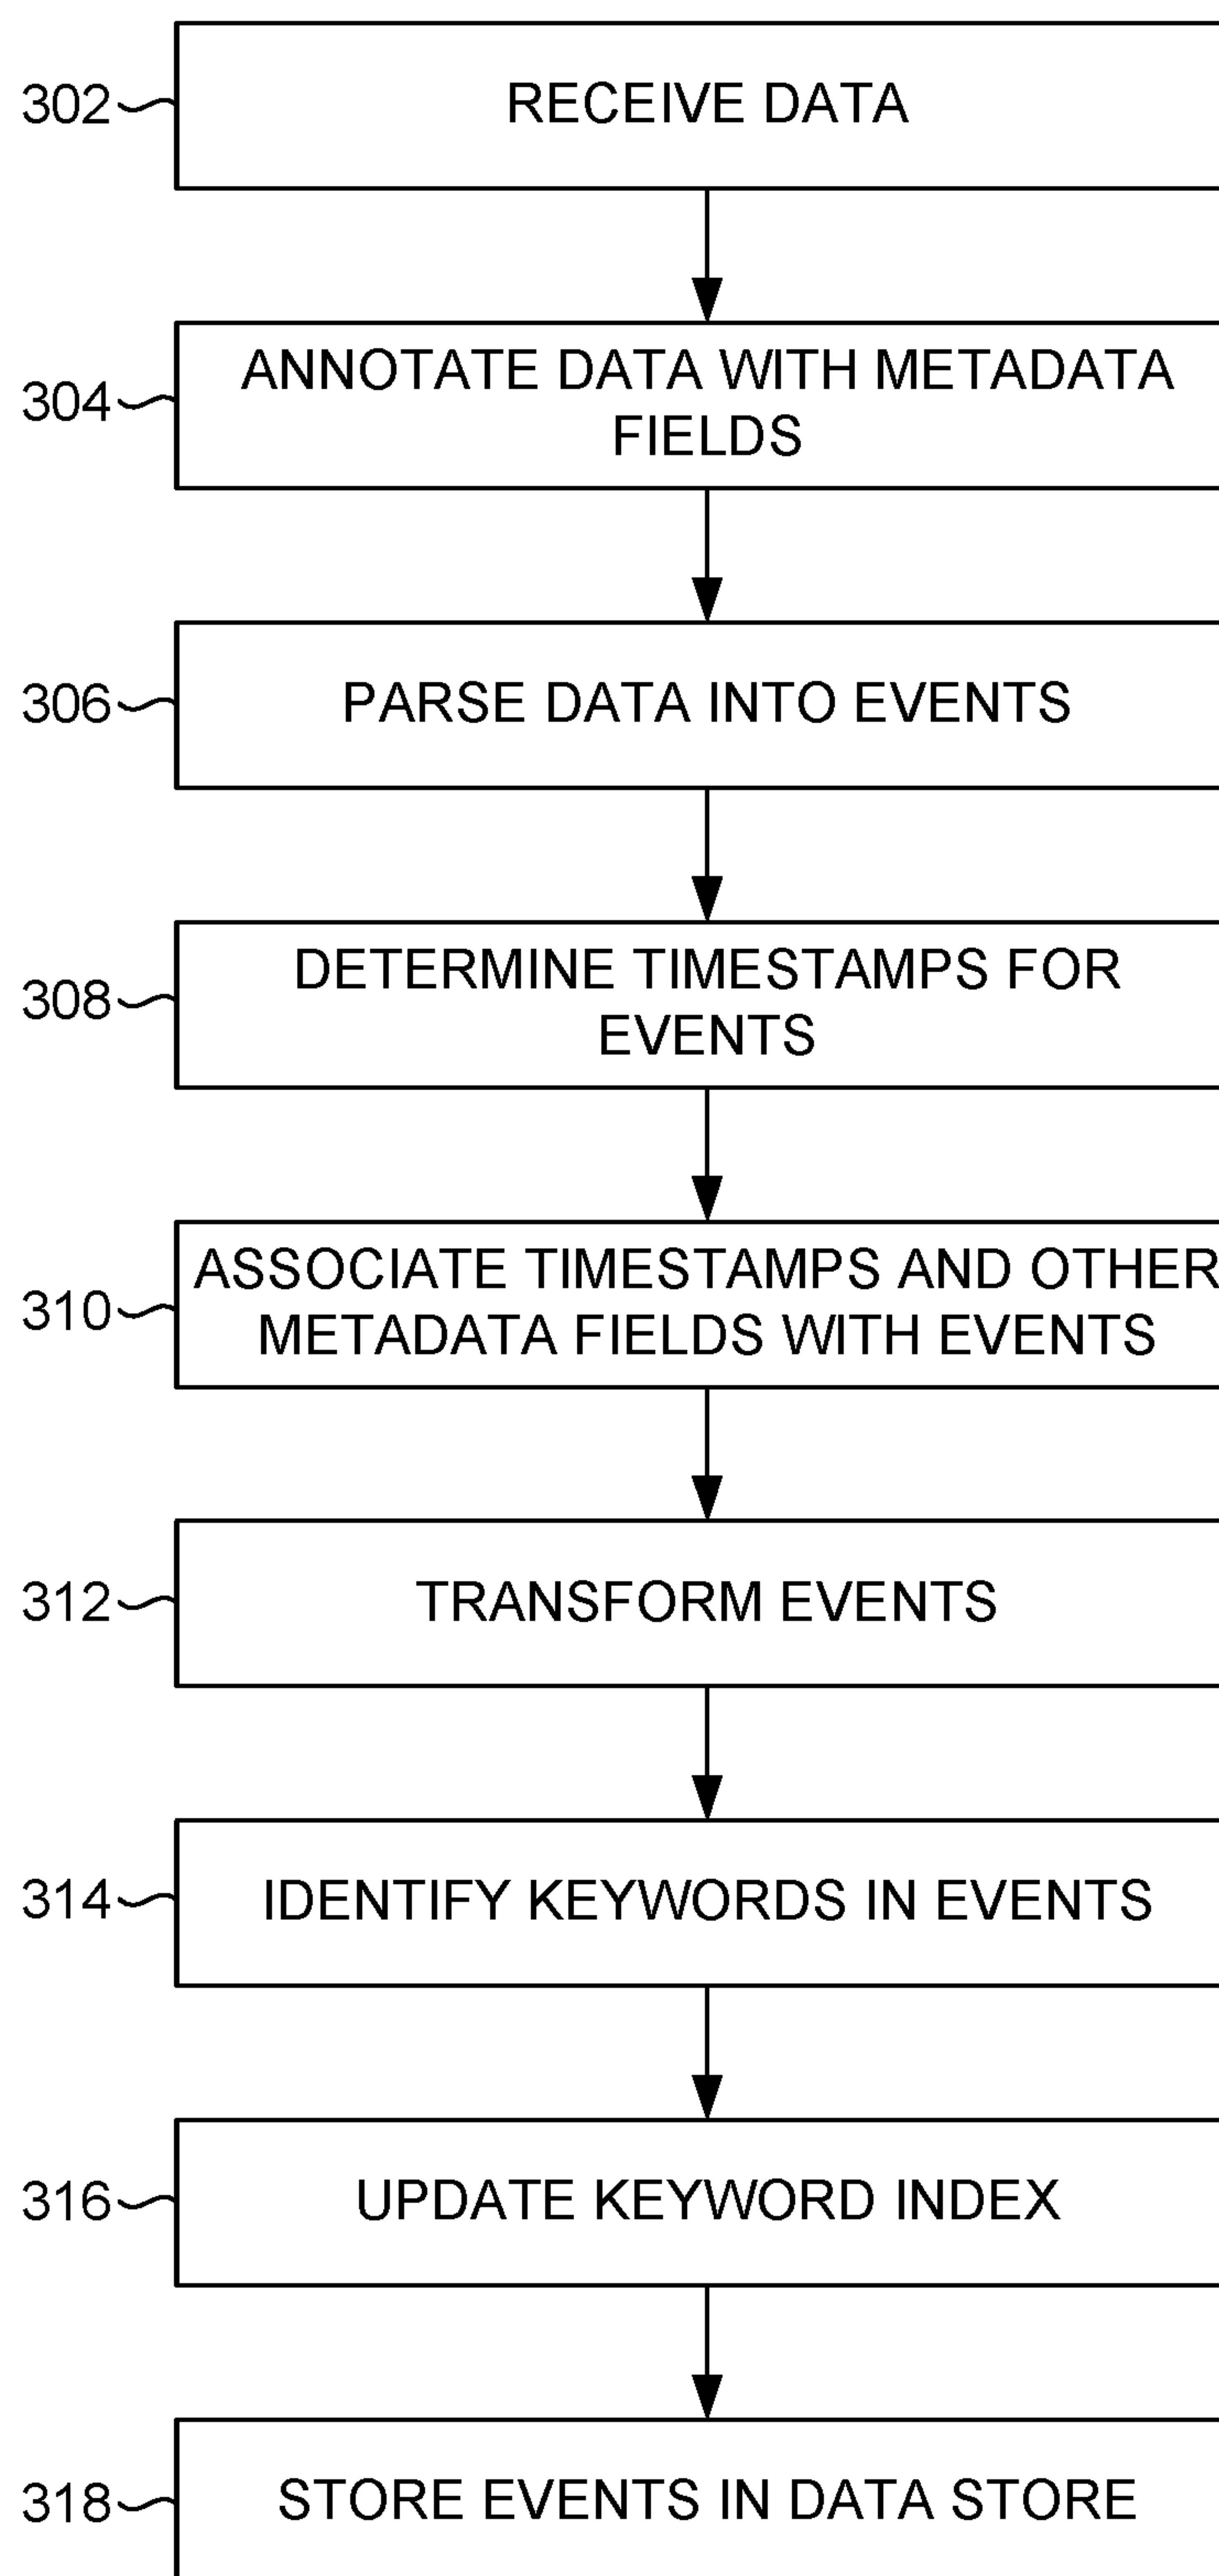 302
RECEIVE DATA
304
ANNOTATE DATA WITH METADATA
FIELDS
306
PARSE DATA INTO EVENTS
308
DETERMINE TIMESTAMPS FOR
EVENTS
310
ASSOCIATE TIMESTAMPS AND OTHER
METADATA FIELDS WITH EVENTS
312
TRANSFORM EVENTS
314
IDENTIFY KEYWORDS IN EVENTS
316
UPDATE KEYWORD INDEX
318
STORE EVENTS IN DATA STORE